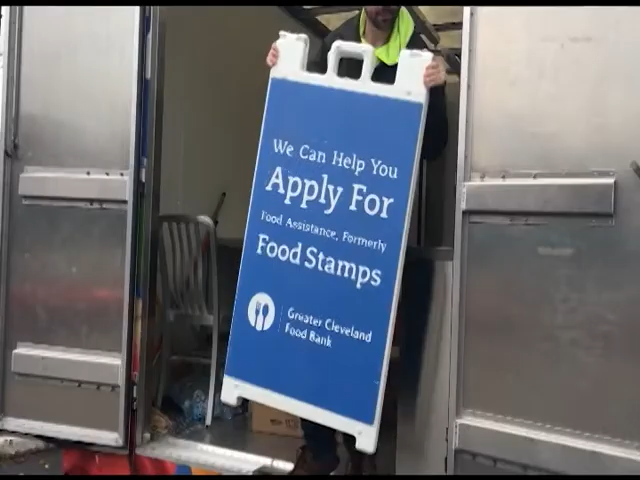 We Can Help You
Apply For
Food Assistance, Formerly
Food Stamps
Greater Cleveland
Food Bank